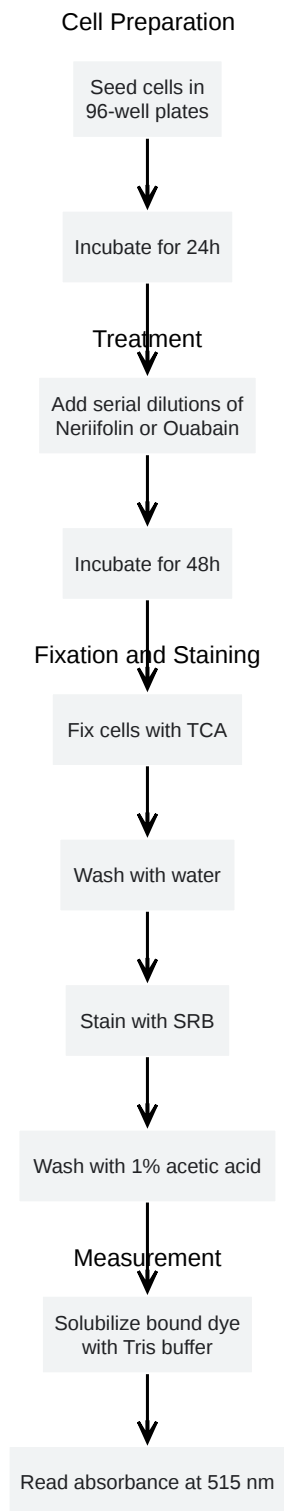 Cell Preparation
Seed cells in
96-well plates
Incubate for 24h
Treatment
Add serial dilutions of
Neriifolin or Ouabain
Incubate for 48h
Fixation and Staining
Fix cells with TCA
Wash with water
Stain with SRB
Wash with 1% acetic acid
Measurement
Solubilize bound dye
with Tris buffer
Read absorbance at 515 nm